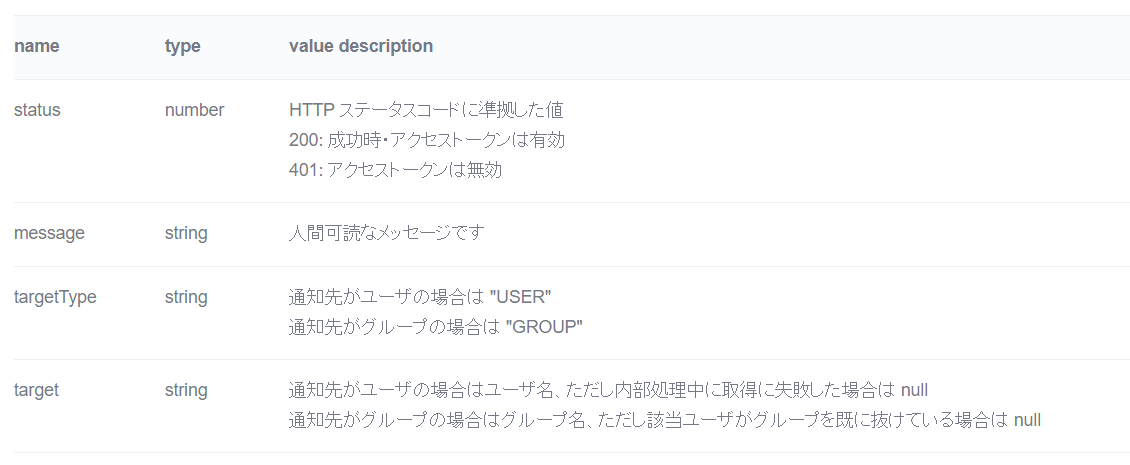 name type value description
status number HTTP ステータスコードに準拠した値
200: 成功時・アクセストークンは有効
401: アクセストークンは無効
message string 人間可読なメッセージです
targetType string 通知先がユーザの場合は "USER"
通知先がグループの場合は "GROUP"
target string 通知先がユーザの場合はユーザ名、ただし内部処理中に取得に失敗した場合は null
通知先がグループの場合はグループ名、ただし該当ユーザがグループを既に抜けている場合は null